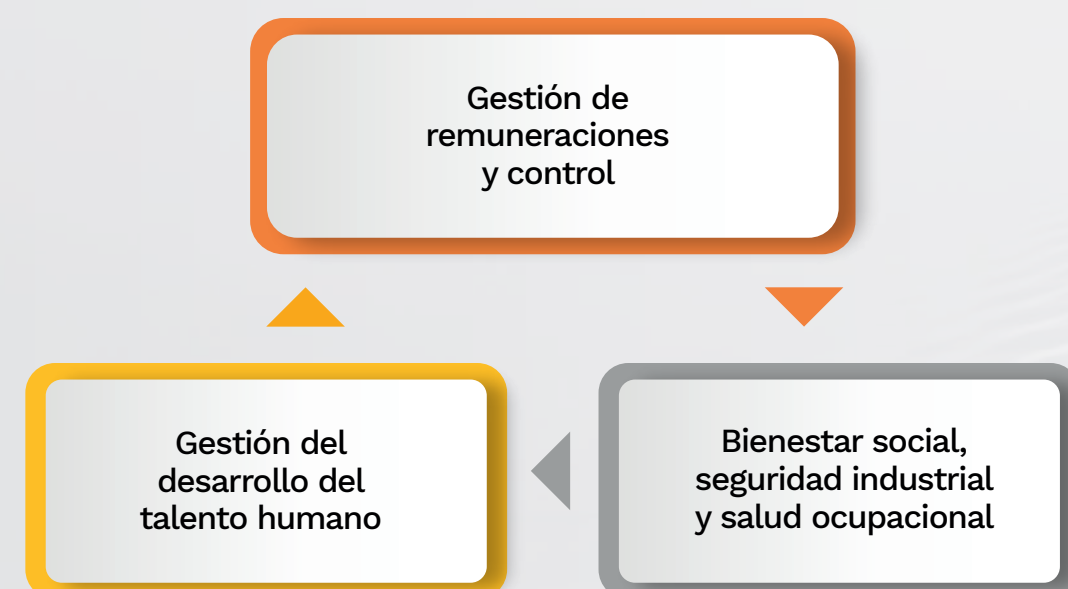 Gestión de
remuneraciones
y control
Gestión del
desarrollo del
talento humano
Bienestar social,
seguridad industrial
y salud ocupacional